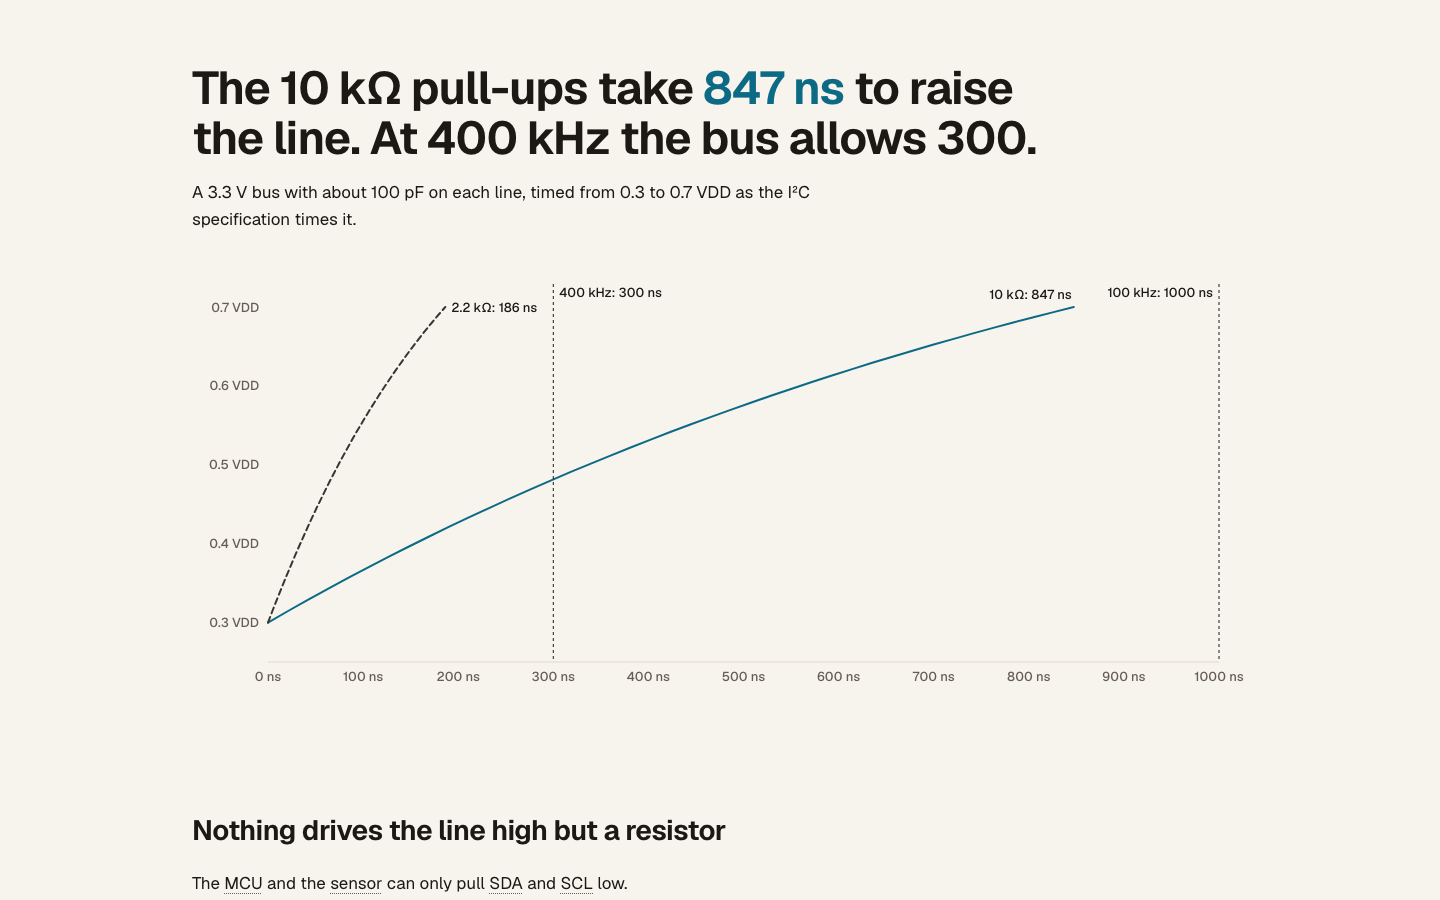 The 10 kΩ pull-ups take 847 ns to raise
the line. At 400 kHz the bus allows 300.
A 3.3 V bus with about 100 pF on each line, timed from 0.3 to 0.7 VDD as the I²C
specification times it.
400 kHz: 300 ns
10 kΩ: 847 ns
100 kHz: 1000 ns
0.7 VDD
2.2 kΩ: 186 ns
0.6 VDD
0.5 VDD
0.4 VDD
0.3 VDD
0 ns
100 ns
200 ns
300 ns
400 ns
500 ns
600 ns
700 ns
800 ns
900 ns
1000 ns
Nothing drives the line high but a resistor
The MCU and the sensor can only pull SDA and SCL low.